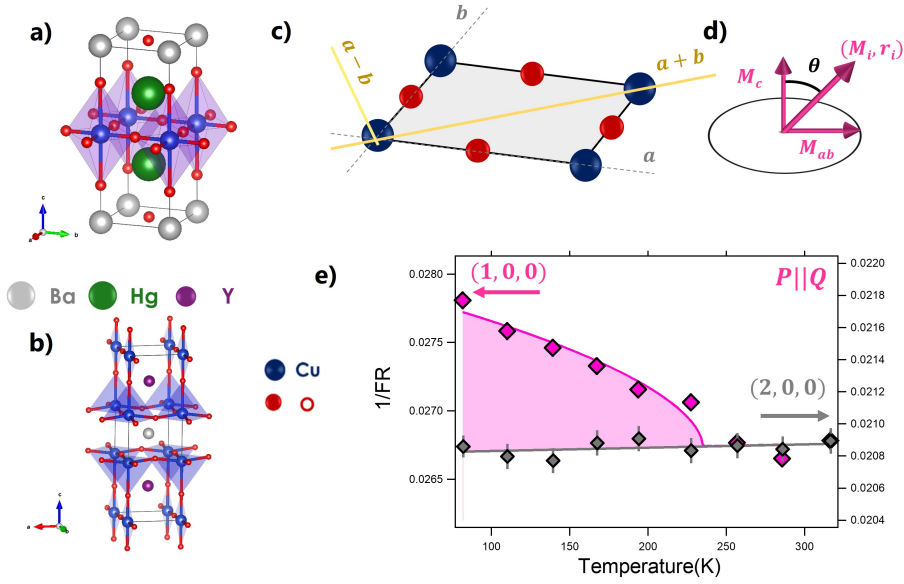 a)
c
b
a
Ba
Hg
Y
b)
c
a
b
Cu
O
c)
b
a - b
a + b
a
d)
(M_i, r_i)
M_c
θ
M_ab
e)
(1, 0, 0)
P||Q
(2, 0, 0)
1/FR
0.0280
0.0275
0.0270
0.0265
0.0220
0.0218
0.0216
0.0214
0.0212
0.0210
0.0208
0.0206
0.0204
100
150
200
250
300
Temperature(K)